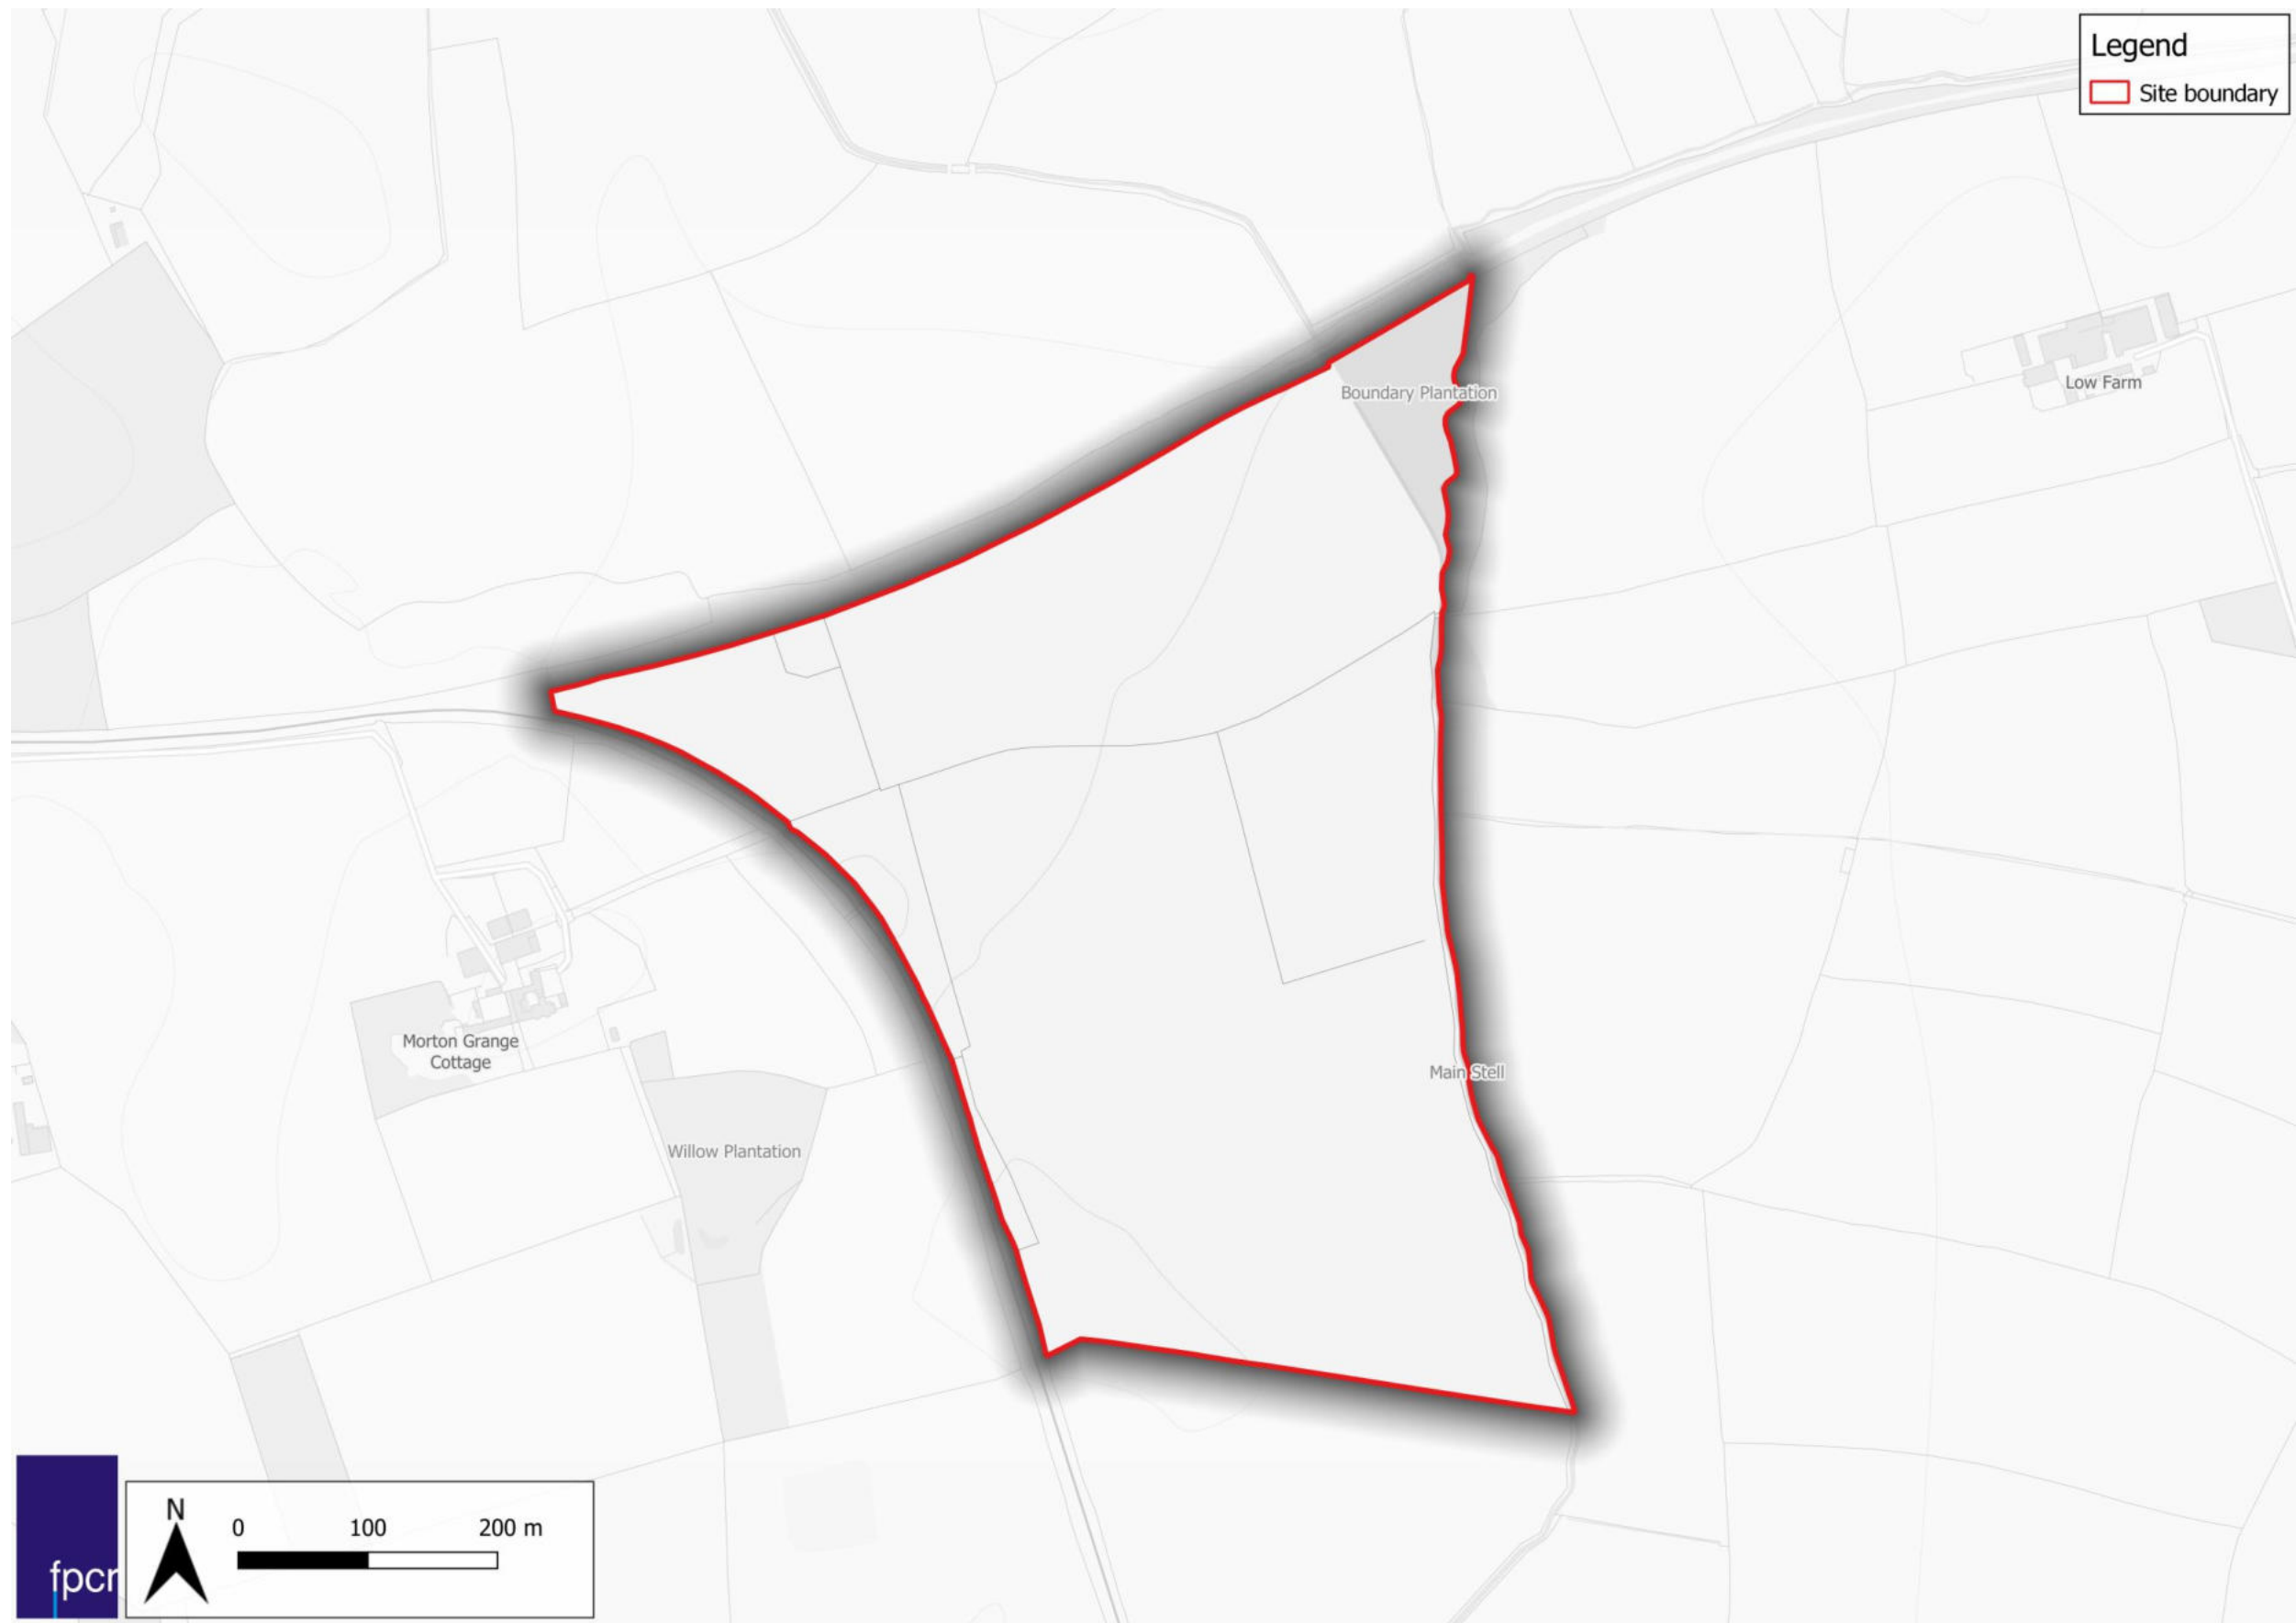 Legend
Site boundary
Boundary Plantation
Low Farm
Morton Grange
Cottage
Main Stell
Willow Plantation
N
0 100 200 m
fpcr